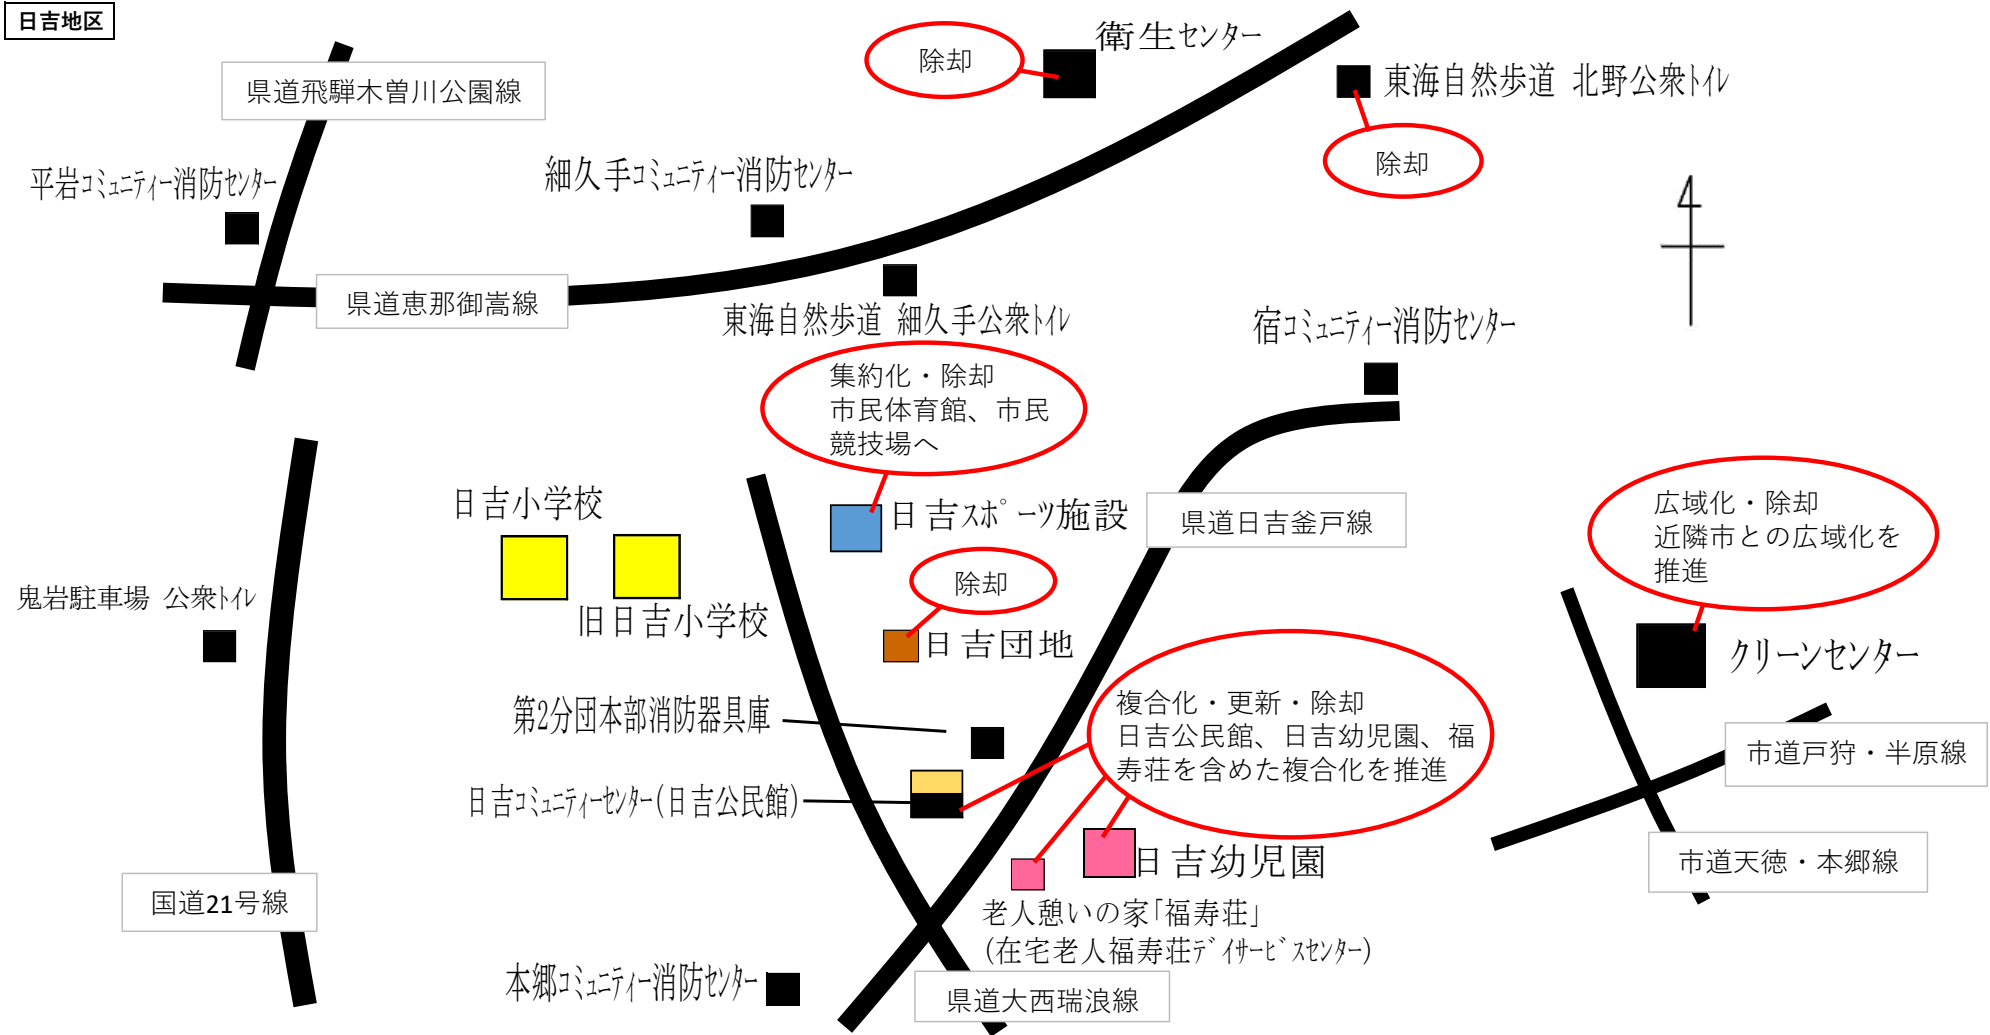 日吉地区
衛生センター
除却
東海自然歩道 北野公衆トイレ
県道飛騨木曽川公園線
除却
平岩コミュニティー消防センター
細久手コミュニティー消防センター
県道恵那御嵩線
東海自然歩道 細久手公衆トイレ
宿コミュニティー消防センター
集約化・除却
市民体育館、市民
競技場へ
日吉小学校
日吉スポーツ施設
県道日吉釜戸線
広域化・除却
近隣市との広域化を
推進
除却
鬼岩駐車場 公衆トイレ
旧日吉小学校
日吉団地
クリーンセンター
第2分団本部消防器具庫
複合化・更新・除却
日吉公民館、日吉幼児園、福
寿荘を含めた複合化を推進
市道戸狩・半原線
日吉コミュニティーセンター(日吉公民館)
日吉幼児園
市道天徳・本郷線
国道21号線
老人憩いの家「福寿荘」
(在宅老人福寿荘デイサービスセンター)
本郷コミュニティー消防センター
県道大西瑞浪線